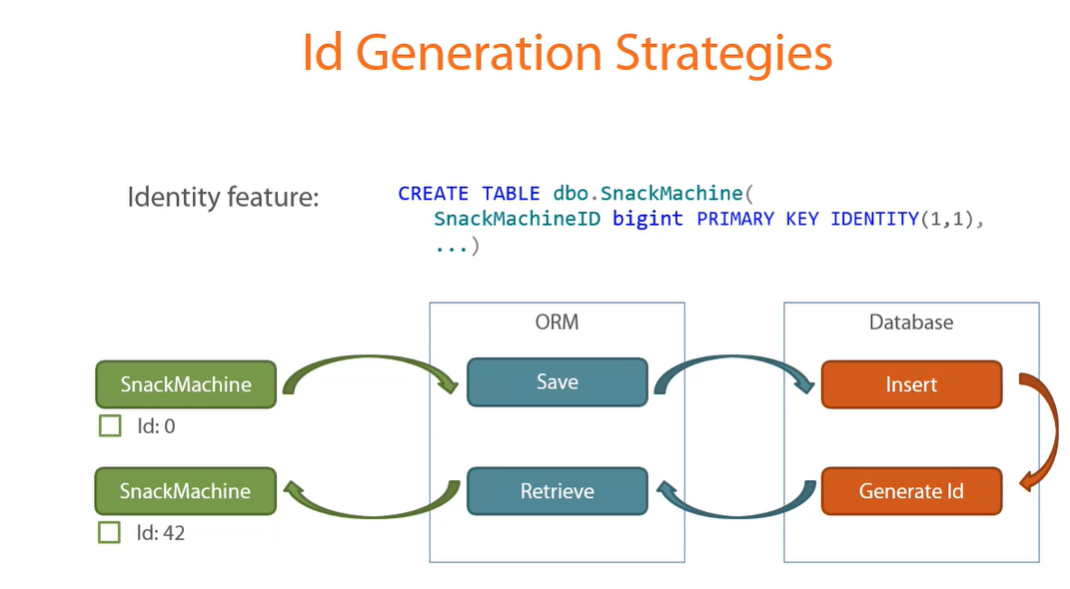 Id Generation Strategies
Identity feature:
CREATE TABLE dbo.SnackMachine(
SnackMachineID bigint PRIMARY KEY IDENTITY(1,1),
...)
ORM
Database
SnackMachine
Save
Insert
Id: 0
SnackMachine
Retrieve
Generate Id
Id: 42